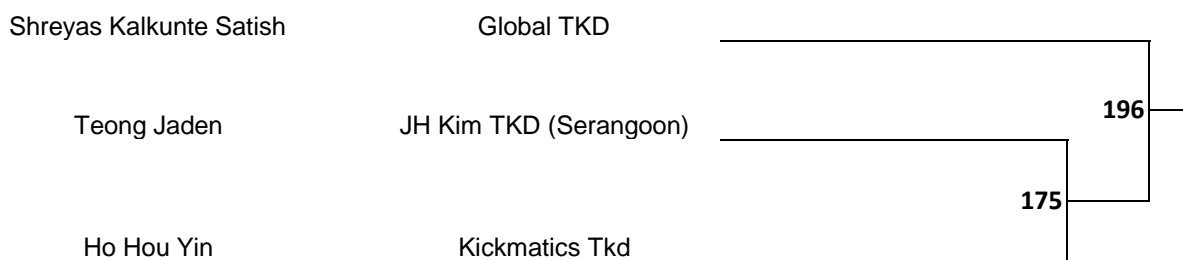 Shreyas Kalkunte Satish Global TKD
196
Teong Jaden JH Kim TKD (Serangoon)
175
Ho Hou Yin Kickmatics Tkd